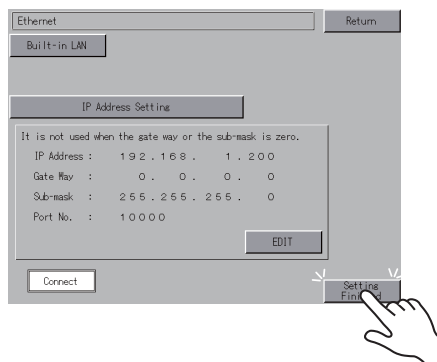 Ethernet
Return
Built-in LAN
IP Address Setting
It is not used when the gate way or the sub-mask is zero.
IP Address : 192.168. 1.200
Gate Way : 0. 0. 0. 0
Sub-mask : 255.255.255. 0
Port No. : 10000
EDIT
Connect
Setting
Finished